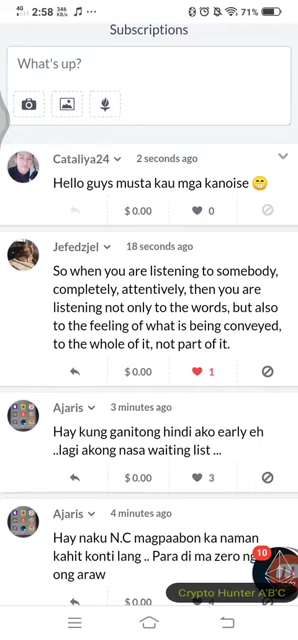 4G 2:58 346 KB/s ... 71%
Subscriptions
What's up?
Cataliya24 2 seconds ago
Hello guys musta kau mga kanoise 😁
$ 0.00 0
Jefedzjel 18 seconds ago
So when you are listening to somebody,
completely, attentively, then you are
listening not only to the words, but also
to the feeling of what is being conveyed,
to the whole of it, not part of it.
$ 0.00 1
Ajaris 3 minutes ago
Hay kung ganitong hindi ako early eh
..lagi akong nasa waiting list ...
$ 0.00 3
Ajaris 4 minutes ago
Hay naku N.C magpaabon ka naman
kahit konti lang .. Para di ma zero ng
ong araw
10
Crypto Hunter A'B'C
$ 0.00